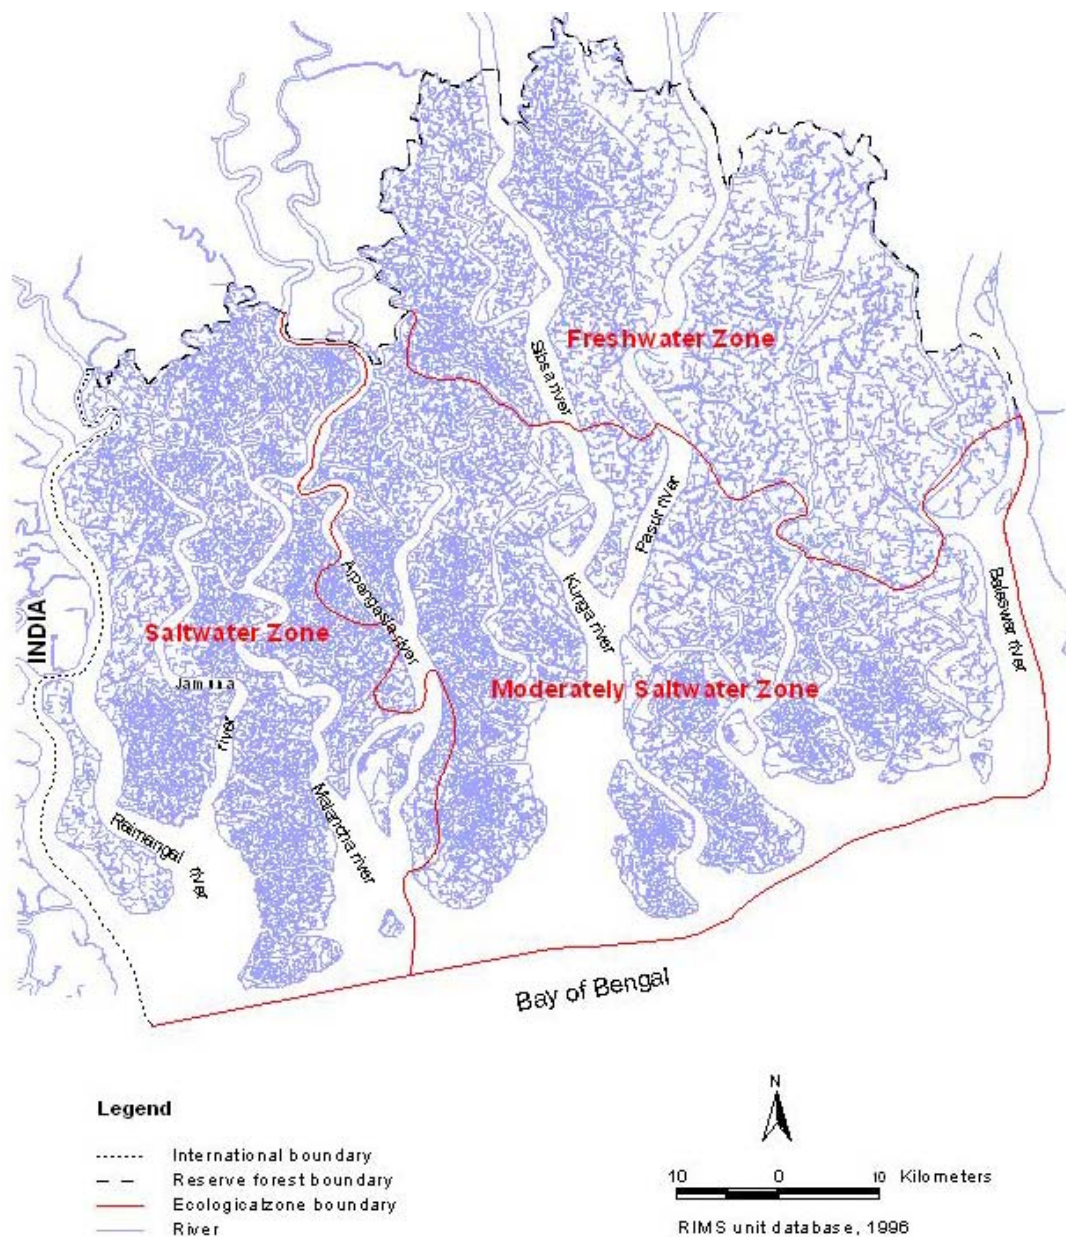 Freshwater Zone
Sibsa river
Pasur river
Arpangasia river
Kunga river
Baleswar river
INDIA
Saltwater Zone
Moderately Saltwater Zone
Jamuna
river
Malancha river
Raimangal river
Bay of Bengal
Legend
International boundary
Reserve forest boundary
Ecologicalzone boundary
River
N
10 0 10 Kilometers
RIMS unit database, 1996